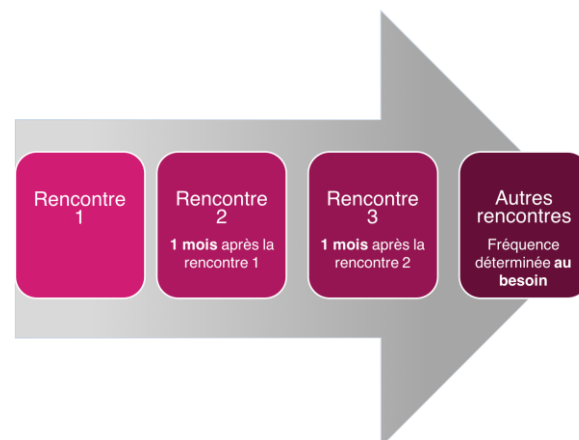 Rencontre
1
Rencontre
2
1 mois après la
rencontre 1
Rencontre
3
1 mois après la
rencontre 2
Autres
rencontres
Fréquence
déterminée au
besoin